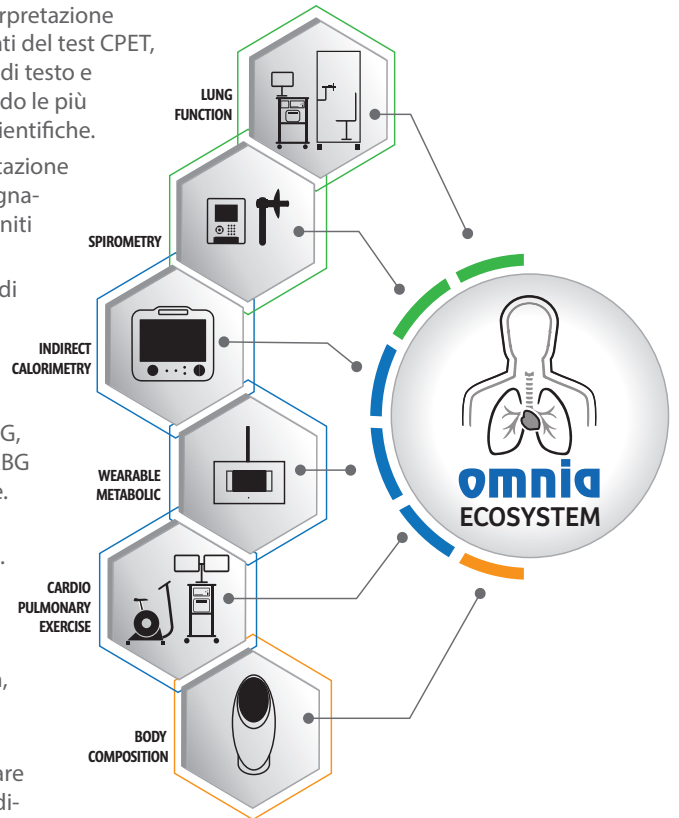 rpretazione
ati del test CPET,
di testo e
do le più
ientifiche.
tazione
gna-
niti
di
G,
BG
e.
.
,
are
di-
LUNG
FUNCTION
SPIROMETRY
INDIRECT
CALORIMETRY
WEARABLE
METABOLIC
CARDIO
PULMONARY
EXERCISE
BODY
COMPOSITION
omnia
ECOSYSTEM